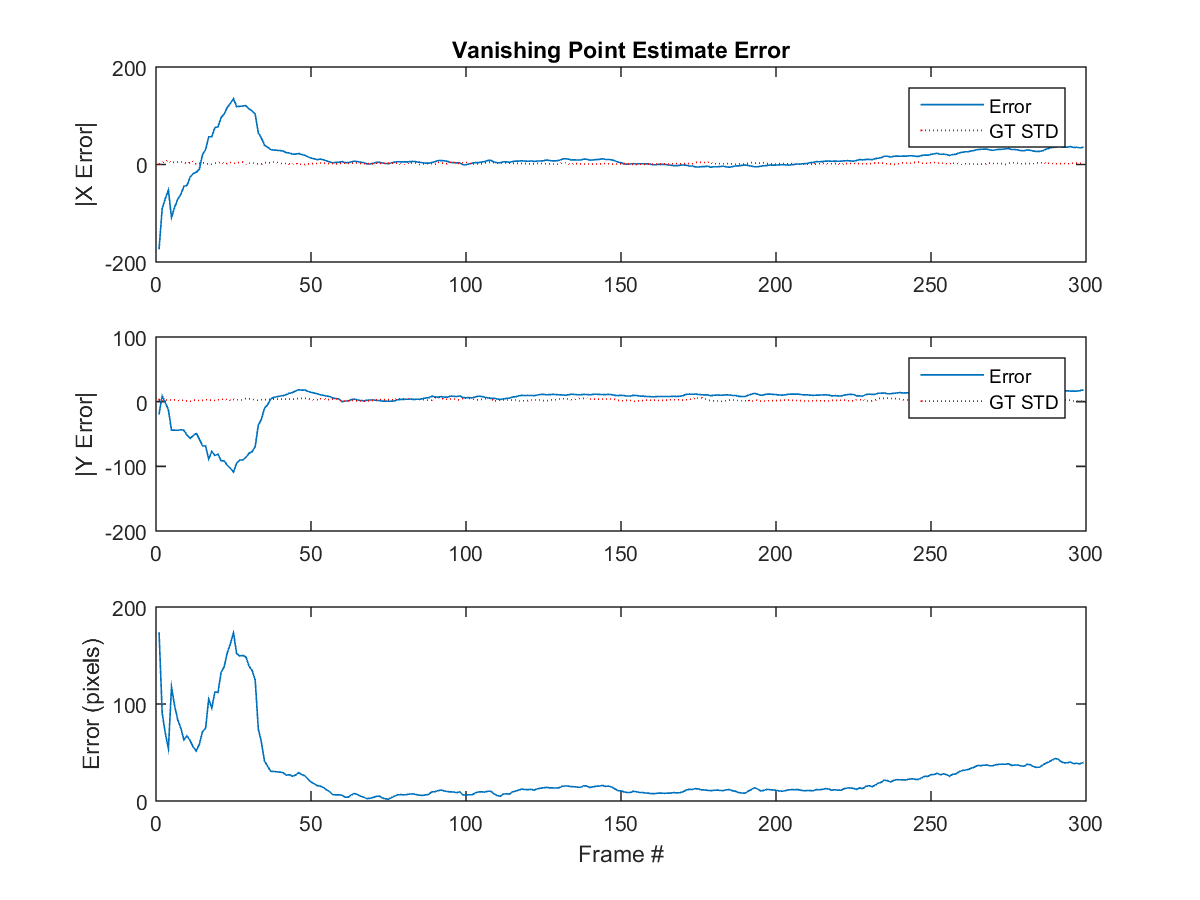 Vanishing Point Estimate Error
200
0
-200
|X Error|
Error
GT STD
0 50 100 150 200 250 300
100
0
-100
-200
|Y Error|
Error
GT STD
0 50 100 150 200 250 300
200
100
0
Error (pixels)
0 50 100 150 200 250 300
Frame #